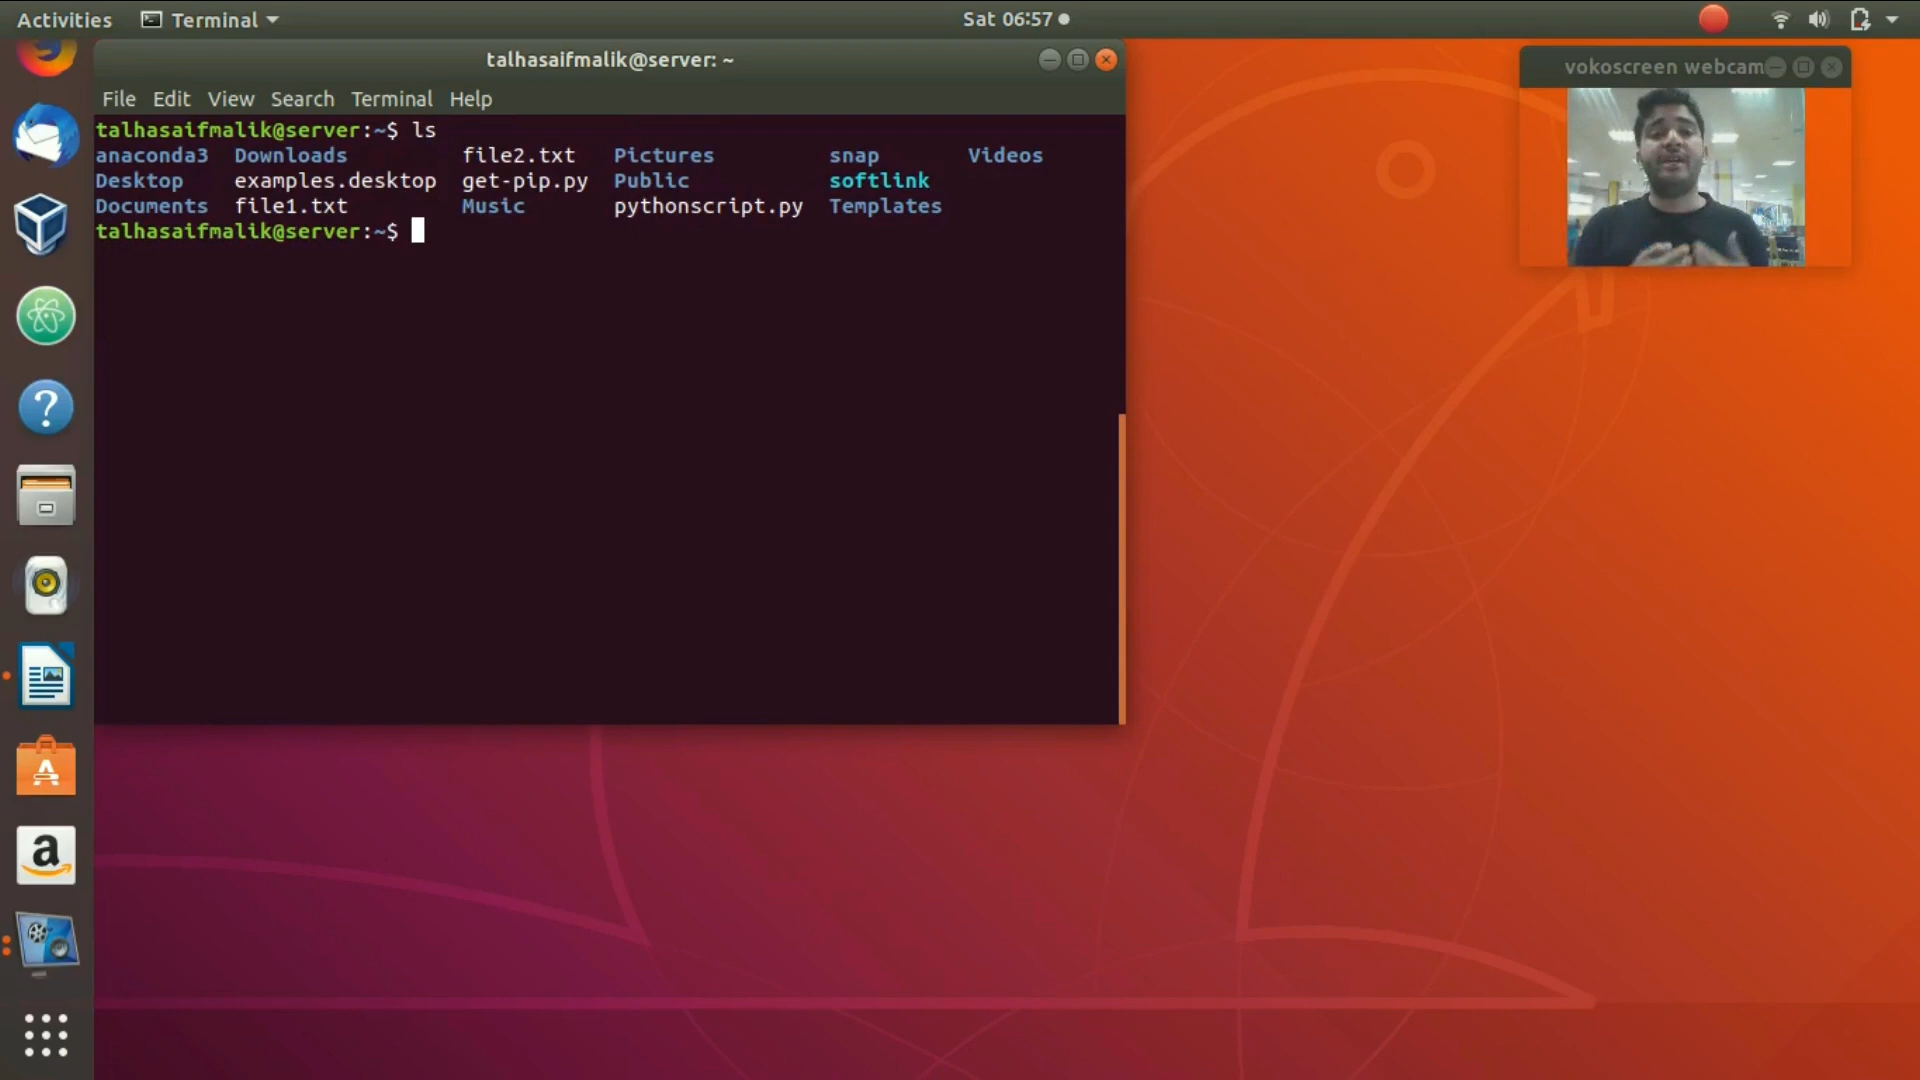 Activities Terminal Sat 06:57
talhasaifmalik@server: ~
vokoscreen webcam
File Edit View Search Terminal Help
talhasaifmalik@server:~$ ls
anaconda3 Downloads file2.txt Pictures snap Videos
Desktop examples.desktop get-pip.py Public softlink
Documents file1.txt Music pythonscript.py Templates
talhasaifmalik@server:~$